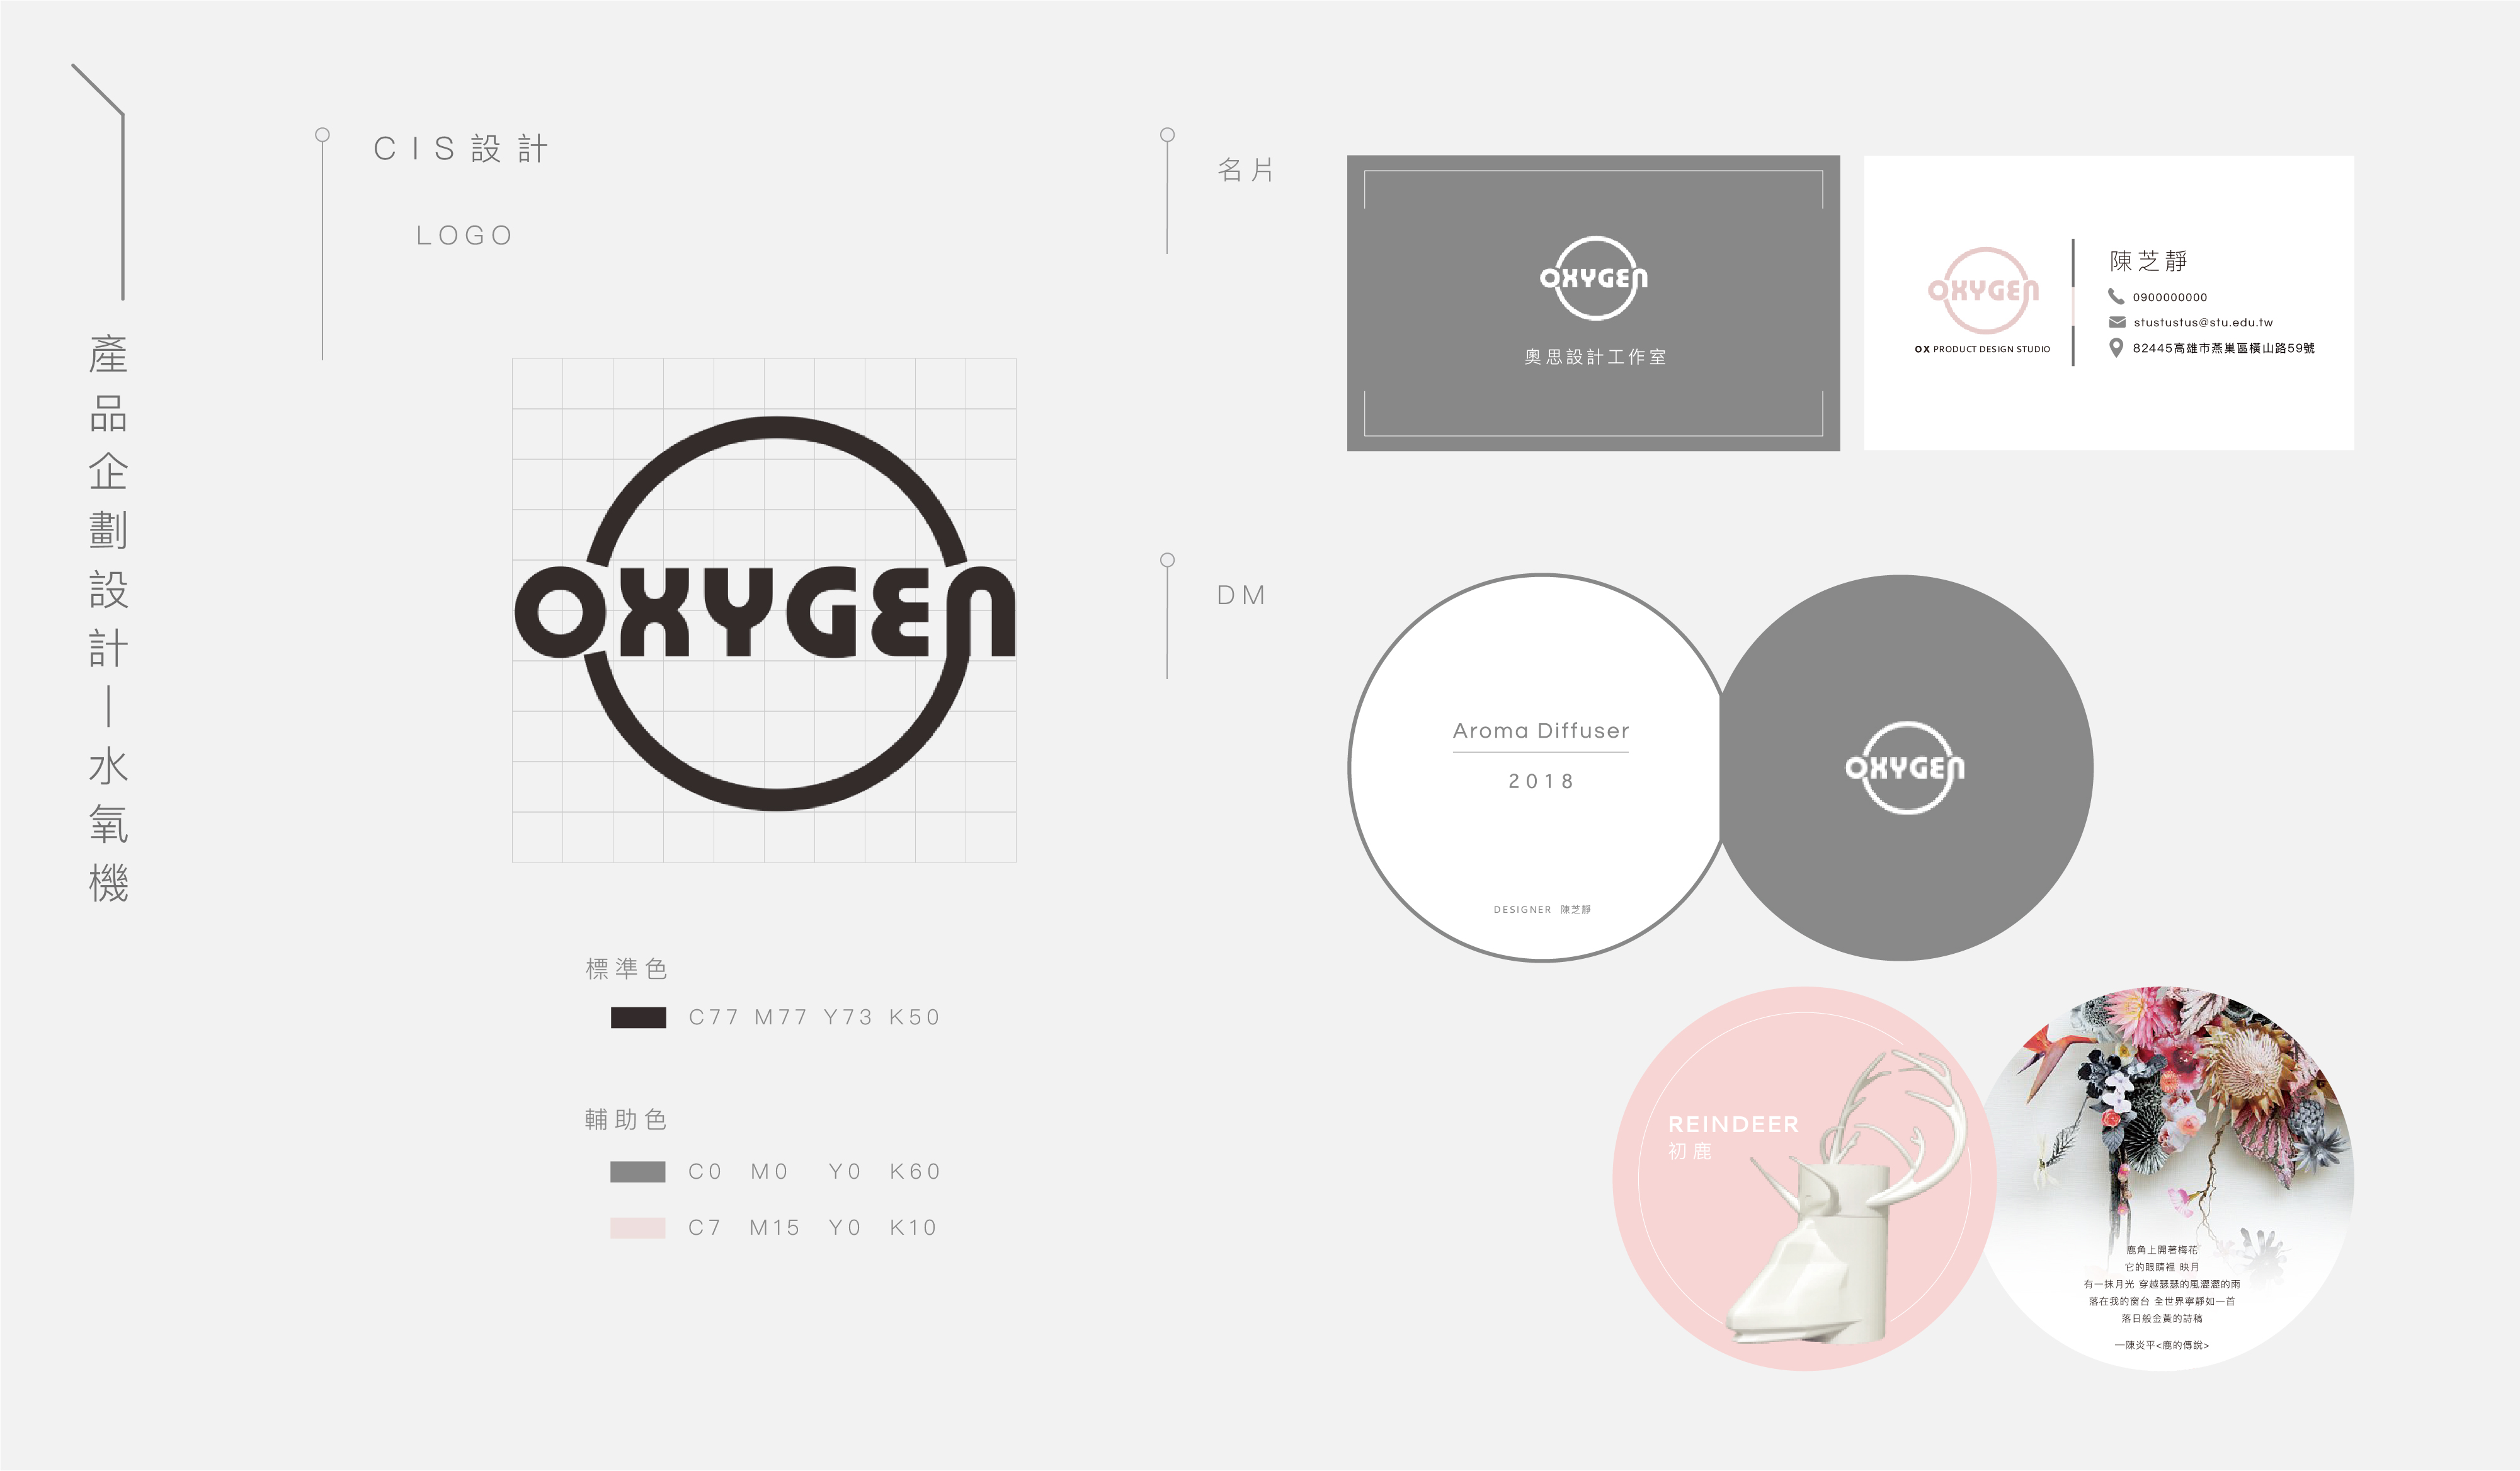 產品企劃設計｜水氧機
CIS設計
LOGO
OXYGEN
標準色
C77 M77 Y73 K50
輔助色
C0 M0 Y0 K60
C7 M15 Y0 K10
名片
OXYGEN
奧思設計工作室
OXYGEN
OX PRODUCT DESIGN STUDIO
陳芝靜
0900000000
stustustus@stu.edu.tw
82445高雄市燕巢區橫山路59號
DM
Aroma Diffuser
2018
DESIGNER 陳芝靜
OXYGEN
REINDEER
初鹿
鹿角上開著梅花
它的眼睛裡 映月
有一抹月光 穿越瑟瑟的風澀澀的雨
落在我的窗台 全世界寧靜如一首
落日般金黃的詩稿
—陳炎平<鹿的傳說>